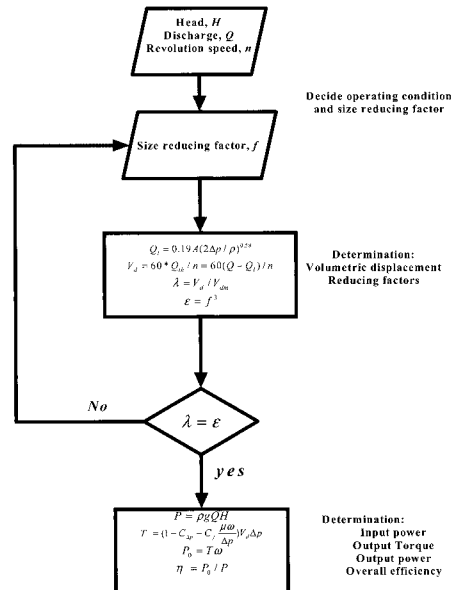 Head, H
Discharge, Q
Revolution speed, n
Decide operating condition
and size reducing factor
Size reducing factor, f
Q_l = 0.19A(2Δp / ρ)^0.58
V_d = 60 * Q_th / n = 60(Q − Q_l) / n
λ = V_d / V_dm
ε = f^3
Determination:
Volumetric displacement
Reducing factors
No
λ = ε
yes
P = ρgQH
T = (1 − C_Δp − C_f μω/Δp)V_dΔp
P_0 = Tω
η = P_0 / P
Determination:
Input power
Output Torque
Output power
Overall efficiency